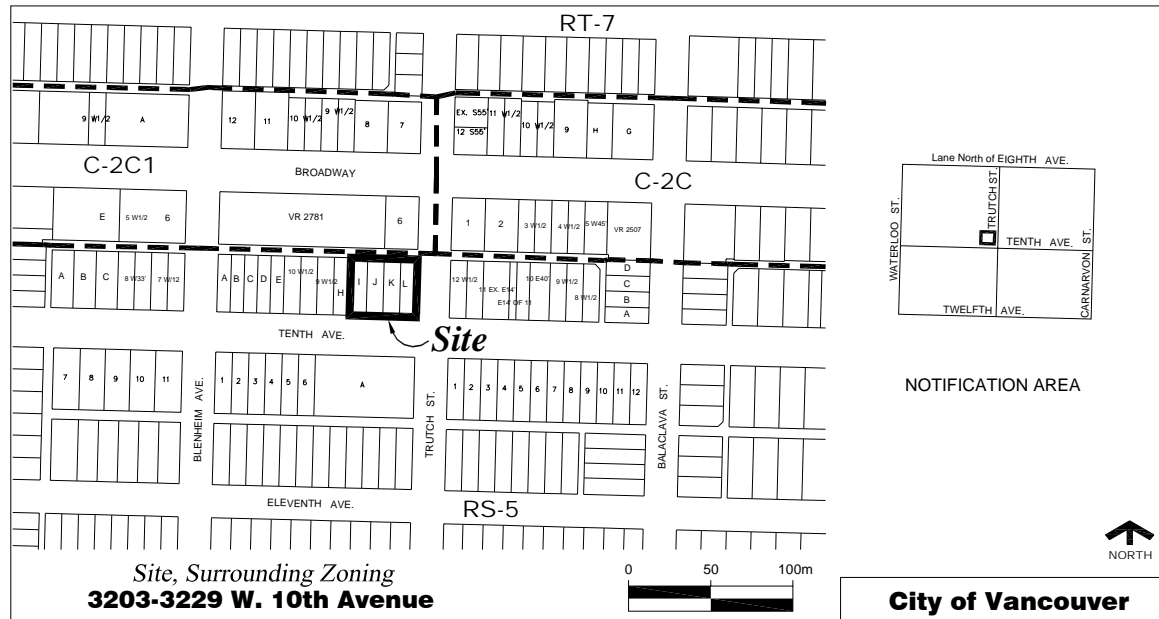 RT-7
EX. S55' 11 W1/2
12 S55'
10 W1/2
9
H
G
9 W1/2
A
12
11
10 W1/2
9 W1/2
8
7
C-2C1
BROADWAY
C-2C
E
5 W1/2
6
VR 2781
6
1
2
3 W1/2
4 W1/2
5 W45'
VR 2507
A B C 8 W33' 7 W/12
A B C D E 10 W1/2 9 W1/2 H I J K L
12 W1/2
11 EX. E14'
E14' OF 11
10 E40'
9 W1/2
8 W1/2
D
C
B
A
TENTH AVE.
Site
7 8 9 10 11
1 2 3 4 5 6 A
1 2 3 4 5 6 7 8 9 10 11 12
BLENHEIM AVE.
TRUTCH ST.
BALACLAVA ST.
ELEVENTH AVE.
RS-5
Site, Surrounding Zoning
3203-3229 W. 10th Avenue
0 50 100m
Lane North of EIGHTH AVE.
WATERLOO ST.
TRUTCH ST.
TENTH AVE.
CARNARVON ST.
TWELFTH AVE.
NOTIFICATION AREA
NORTH
City of Vancouver